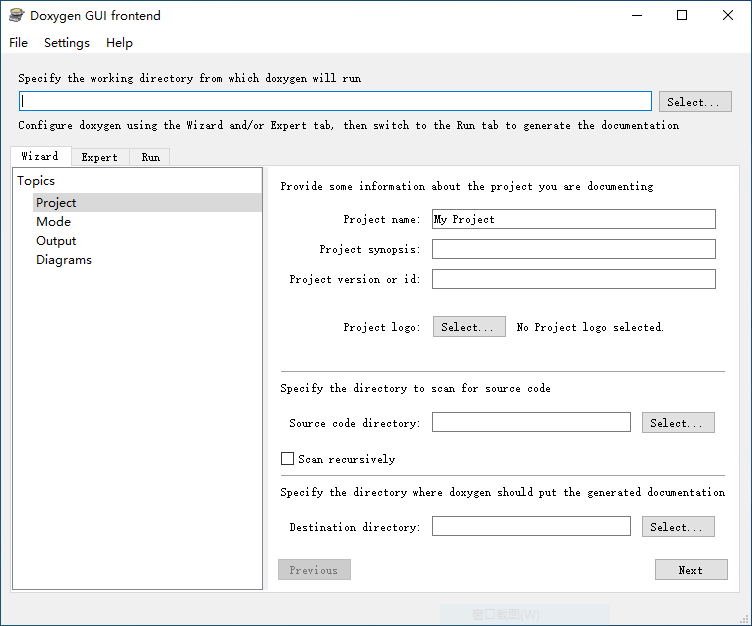 Doxygen GUI frontend
File Settings Help
Specify the working directory from which doxygen will run
Select...
Configure doxygen using the Wizard and/or Expert tab, then switch to the Run tab to generate the documentation
Wizard Expert Run
Topics
Project
Mode
Output
Diagrams
Provide some information about the project you are documenting
Project name: My Project
Project synopsis:
Project version or id:
Project logo: Select... No Project logo selected.
Specify the directory to scan for source code
Source code directory: Select...
Scan recursively
Specify the directory where doxygen should put the generated documentation
Destination directory: Select...
Previous Next
窗口截图(W)